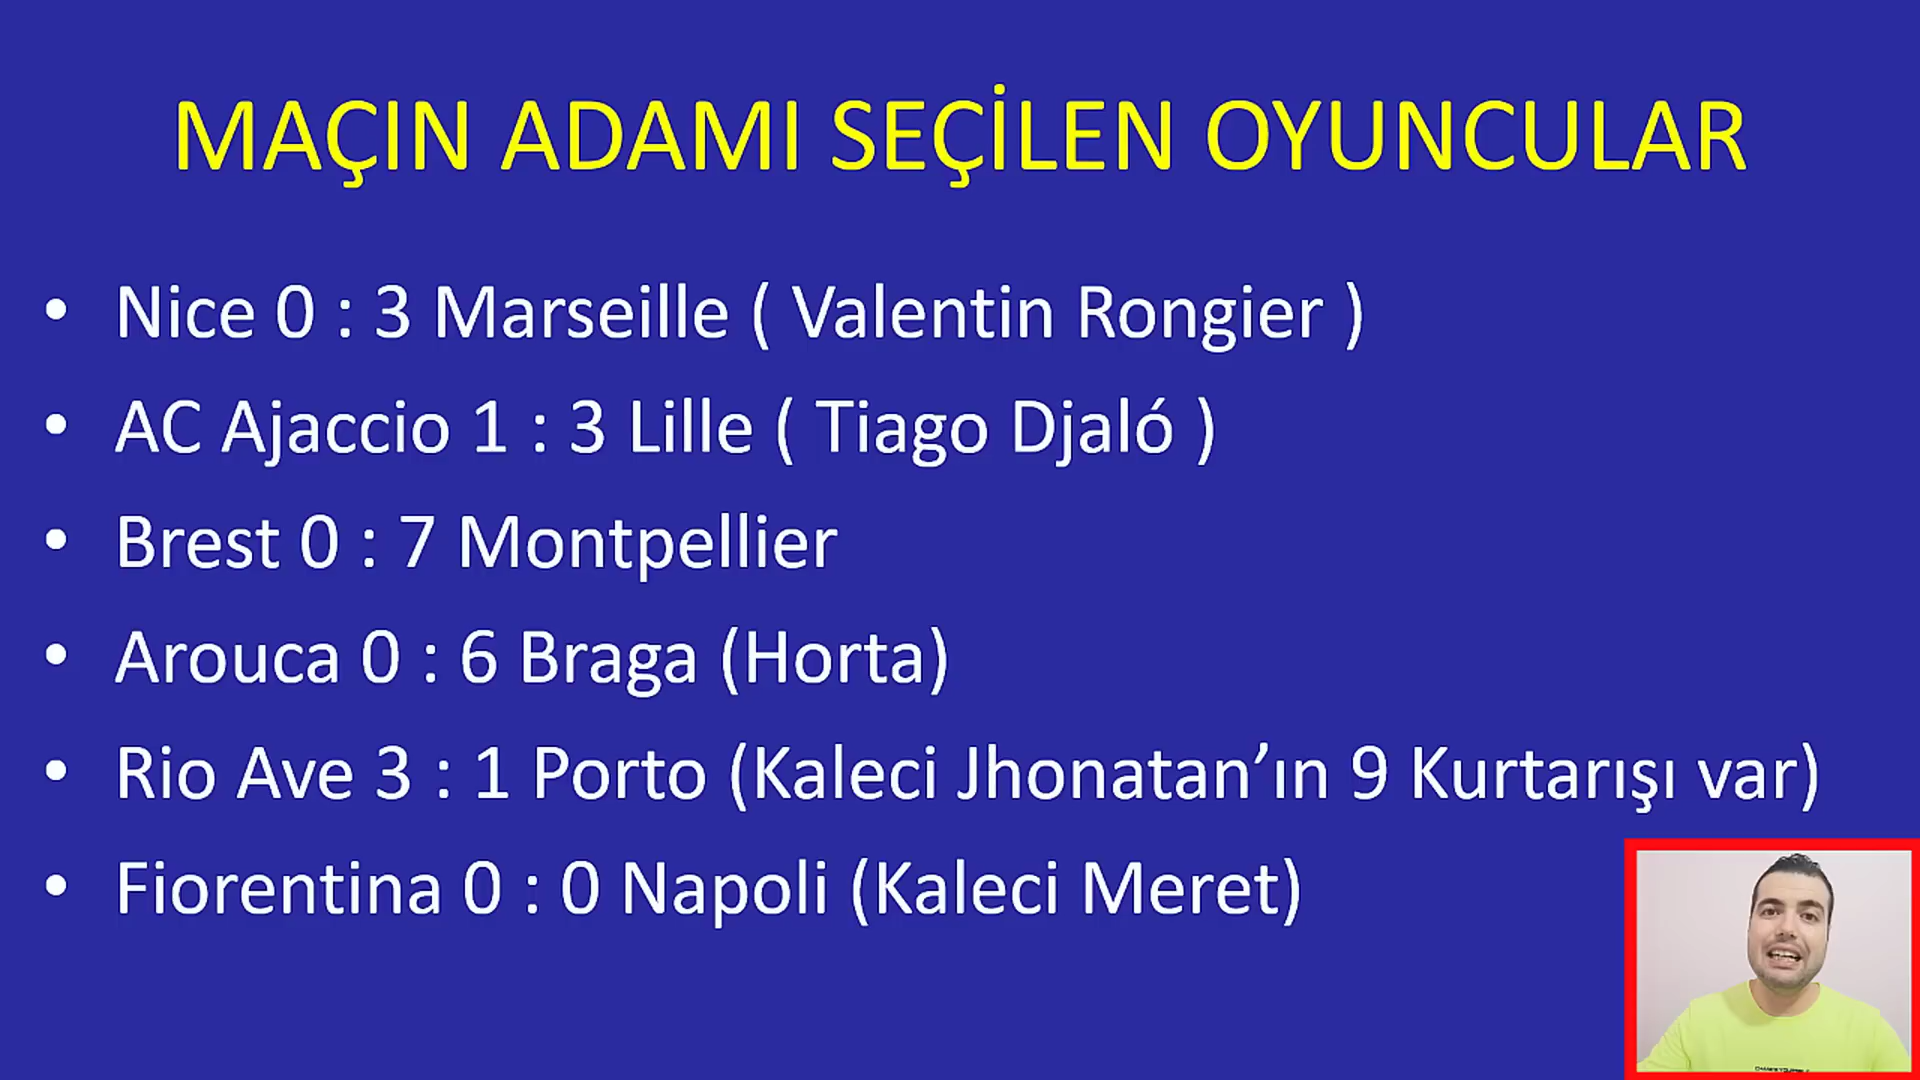 MAÇIN ADAMI SEÇİLEN OYUNCULAR
• Nice 0 : 3 Marseille ( Valentin Rongier )
• AC Ajaccio 1 : 3 Lille ( Tiago Djaló )
• Brest 0 : 7 Montpellier
• Arouca 0 : 6 Braga (Horta)
• Rio Ave 3 : 1 Porto (Kaleci Jhonatan’ın 9 Kurtarışı var)
• Fiorentina 0 : 0 Napoli (Kaleci Meret)